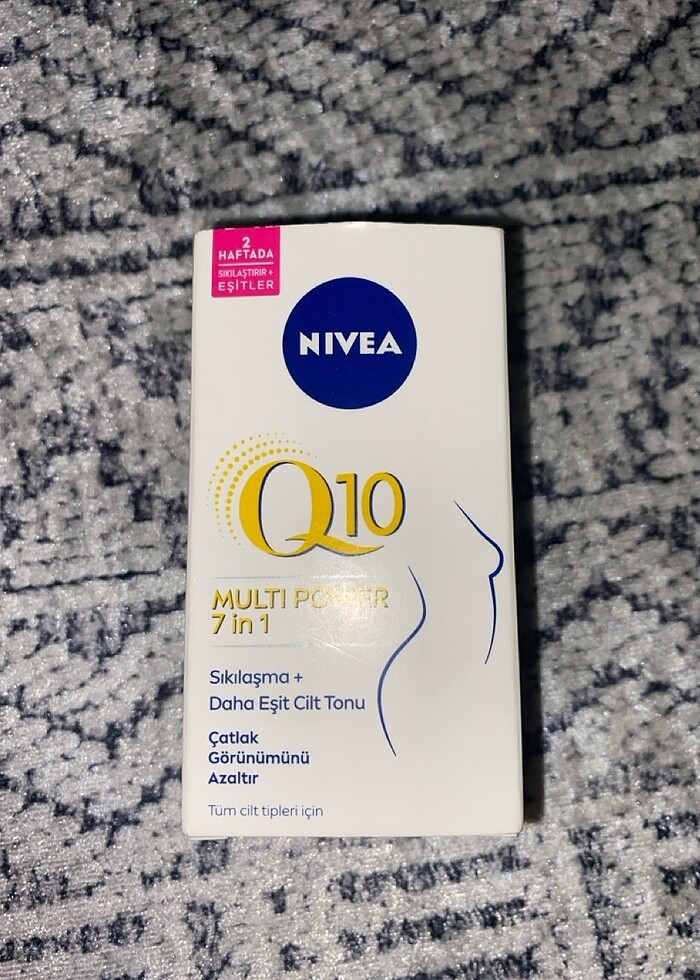 2
HAFTADA
SIKILAŞTIRIR +
EŞİTLER
NIVEA
Q10
MULTI POWER
7 in 1
Sıkılaşma +
Daha Eşit Cilt Tonu
Çatlak
Görünümünü
Azaltır
Tüm cilt tipleri için